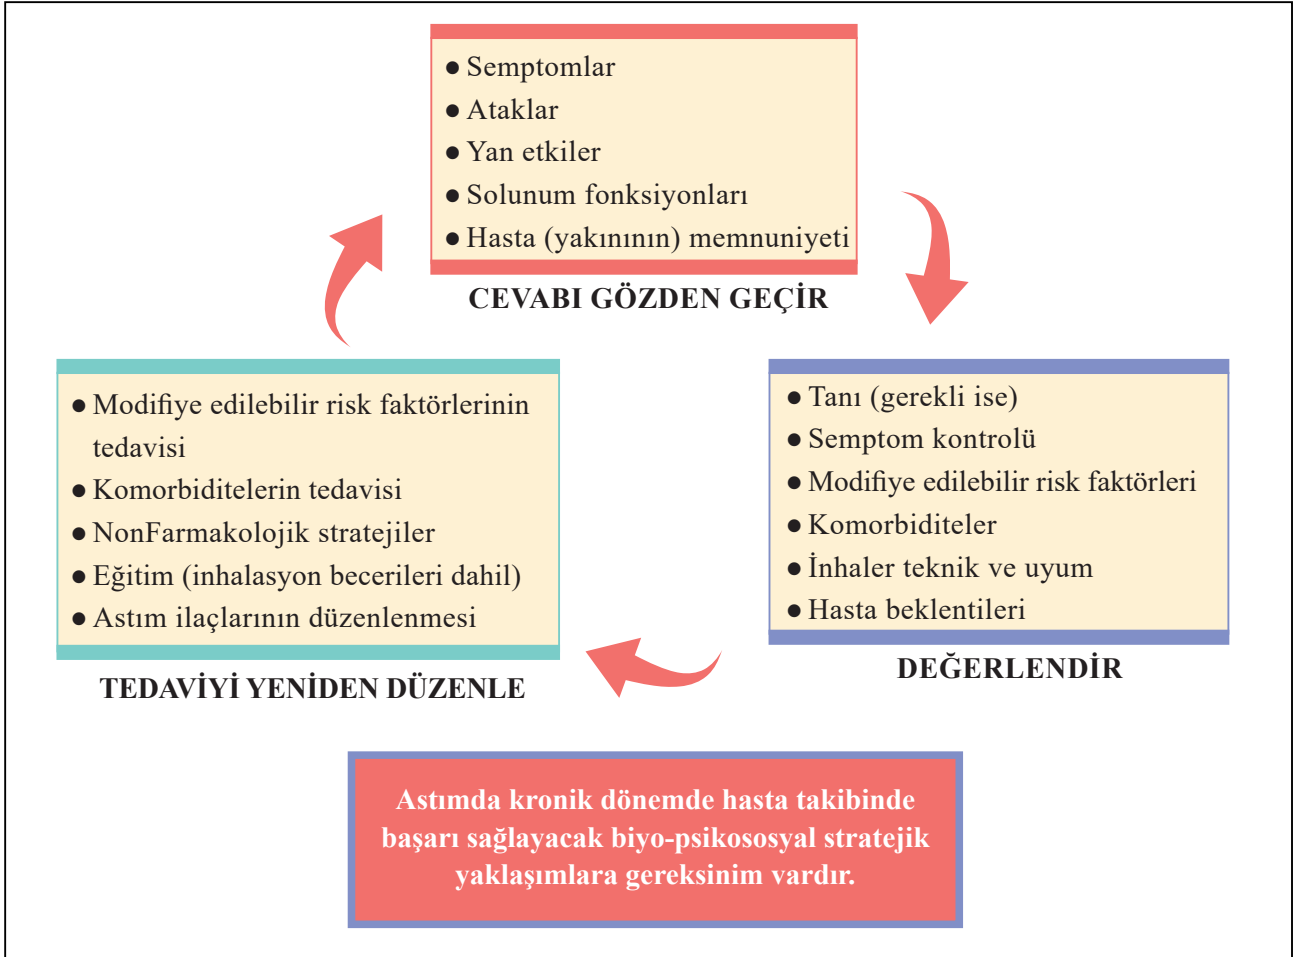 ● Semptomlar
● Ataklar
● Yan etkiler
● Solunum fonksiyonları
● Hasta (yakınının) memnuniyeti
CEVABI GÖZDEN GEÇİR
● Modifiye edilebilir risk faktörlerinin
tedavisi
● Komorbiditelerin tedavisi
● NonFarmakolojik stratejiler
● Eğitim (inhalasyon becerileri dahil)
● Astım ilaçlarının düzenlenmesi
TEDAVİYİ YENİDEN DÜZENLE
● Tanı (gerekli ise)
● Semptom kontrolü
● Modifiye edilebilir risk faktörleri
● Komorbiditeler
● İnhaler teknik ve uyum
● Hasta beklentileri
DEĞERLENDİR
Astımda kronik dönemde hasta takibinde
başarı sağlayacak biyo-psikososyal stratejik
yaklaşımlara gereksinim vardır.